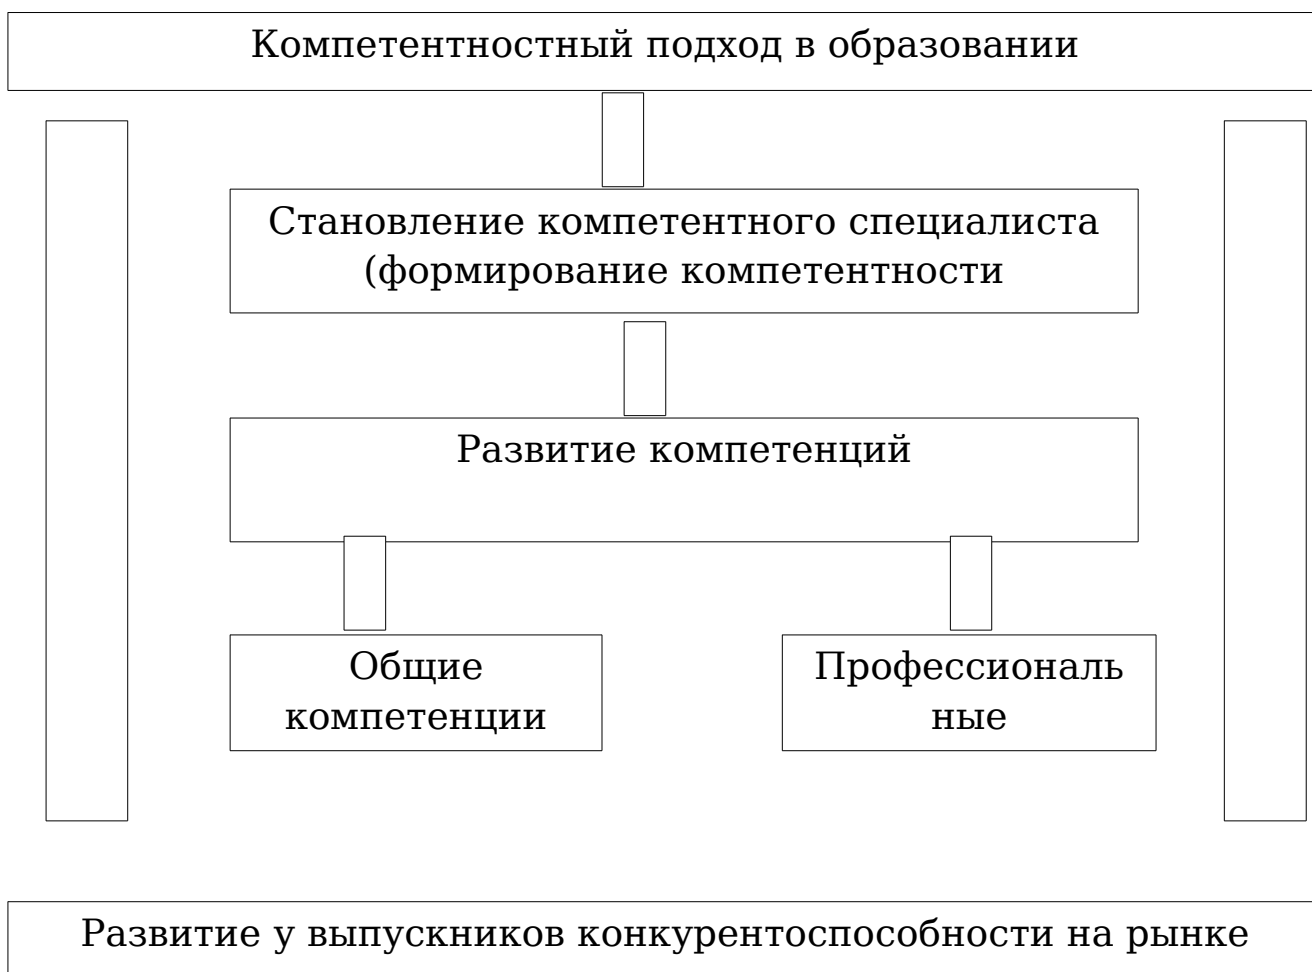 Компетентностный подход в образовании
Становление компетентного специалиста
(формирование компетентности
Развитие компетенций
Общие
компетенции
Профессиональ
ные
Развитие у выпускников конкурентоспособности на рынке